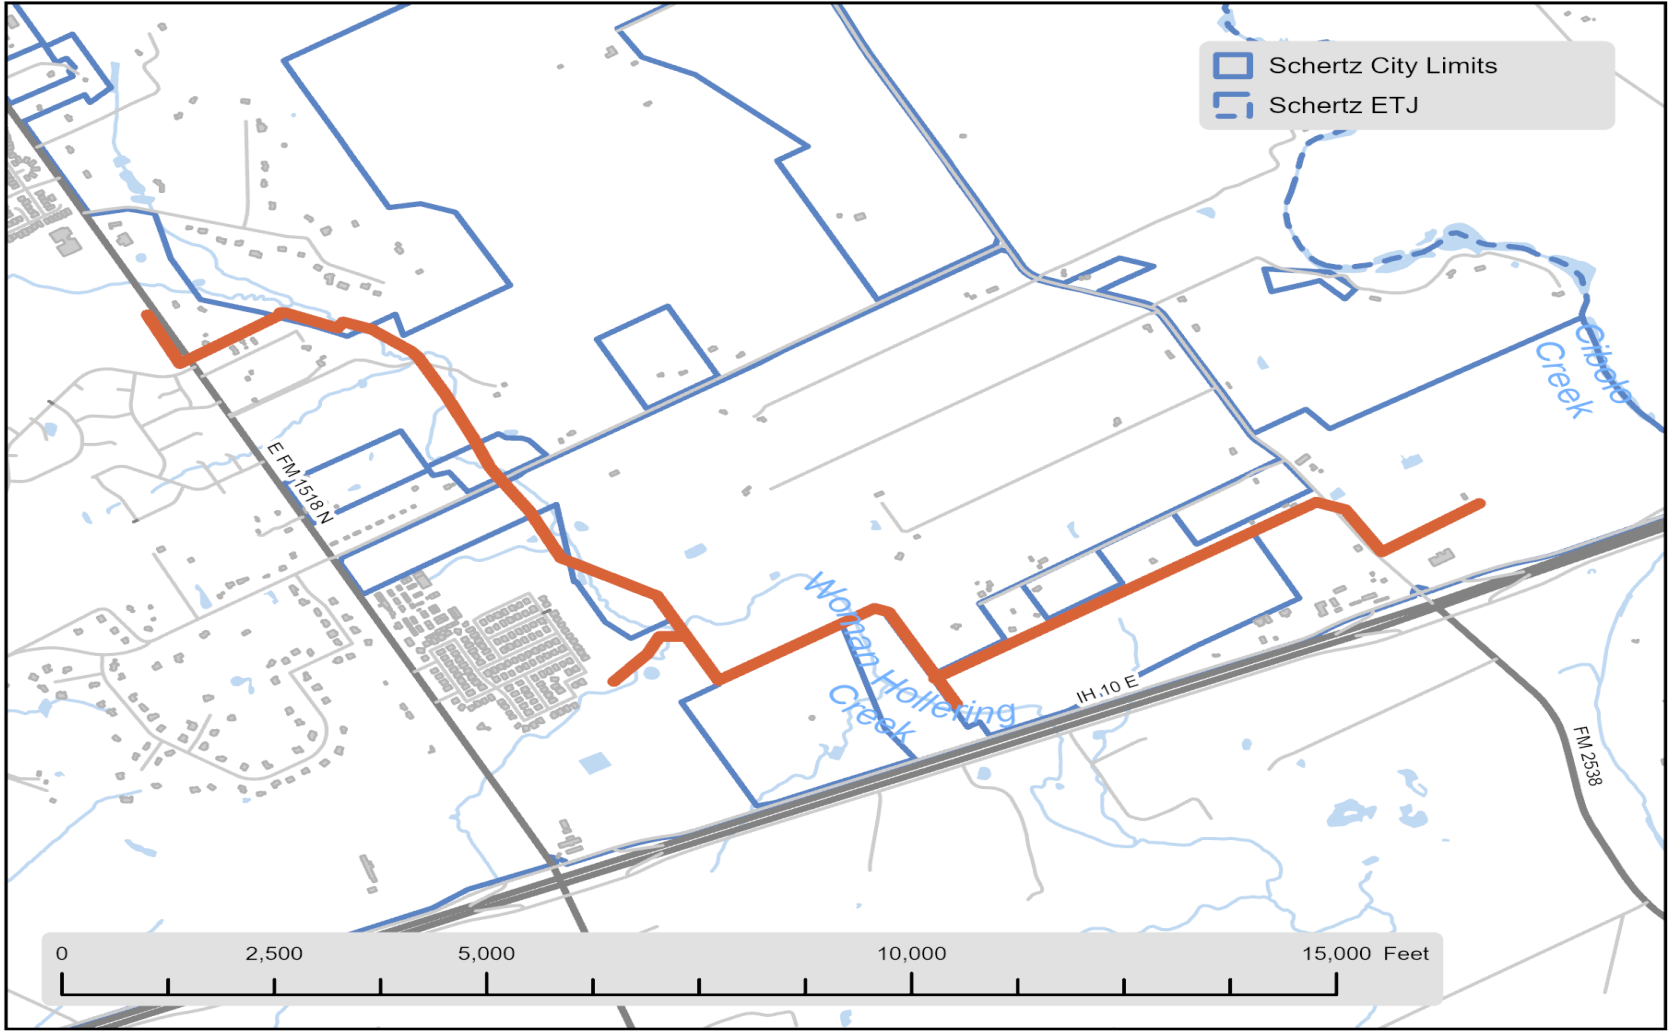 Schertz City Limits
Schertz ETJ
Cibolo
Creek
E FM 1518 N
Woman Hollering
Creek
IH 10 E
FM 2538
0 2,500 5,000 10,000 15,000 Feet